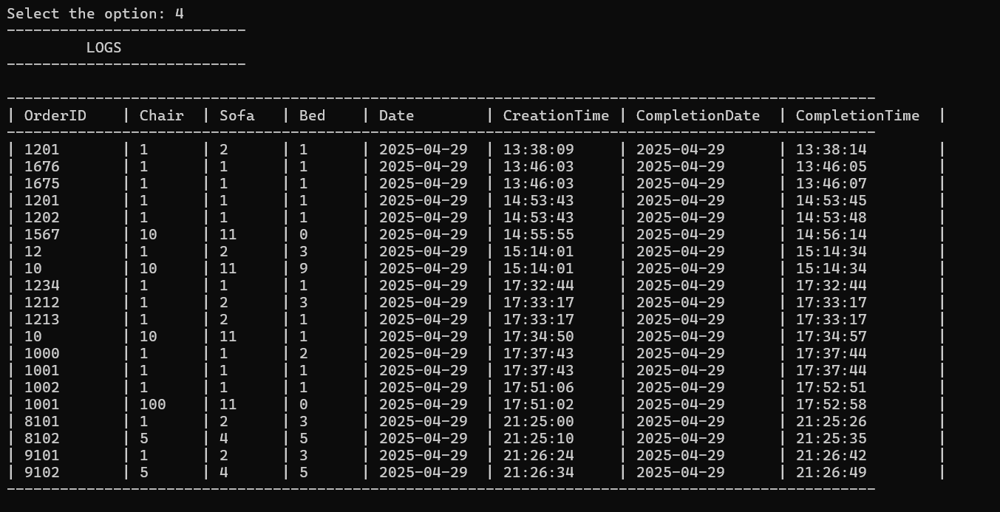 Select the option: 4
---------------------------
         LOGS
---------------------------

--------------------------------------------------------------------------------------------------
| OrderID    | Chair  | Sofa   | Bed    | Date        | CreationTime | CompletionDate  | CompletionTime  |
--------------------------------------------------------------------------------------------------
| 1201       | 1      | 2      | 1      | 2025-04-29  | 13:38:09     | 2025-04-29      | 13:38:14        |
| 1676       | 1      | 1      | 1      | 2025-04-29  | 13:46:03     | 2025-04-29      | 13:46:05        |
| 1675       | 1      | 1      | 1      | 2025-04-29  | 13:46:03     | 2025-04-29      | 13:46:07        |
| 1201       | 1      | 1      | 1      | 2025-04-29  | 14:53:43     | 2025-04-29      | 14:53:45        |
| 1202       | 1      | 1      | 1      | 2025-04-29  | 14:53:43     | 2025-04-29      | 14:53:48        |
| 1567       | 10     | 11     | 0      | 2025-04-29  | 14:55:55     | 2025-04-29      | 14:56:14        |
| 12         | 1      | 2      | 3      | 2025-04-29  | 15:14:01     | 2025-04-29      | 15:14:34        |
| 10         | 10     | 11     | 9      | 2025-04-29  | 15:14:01     | 2025-04-29      | 15:14:34        |
| 1234       | 1      | 1      | 1      | 2025-04-29  | 17:32:44     | 2025-04-29      | 17:32:44        |
| 1212       | 1      | 2      | 3      | 2025-04-29  | 17:33:17     | 2025-04-29      | 17:33:17        |
| 1213       | 1      | 2      | 1      | 2025-04-29  | 17:33:17     | 2025-04-29      | 17:33:17        |
| 10         | 10     | 11     | 1      | 2025-04-29  | 17:34:50     | 2025-04-29      | 17:34:57        |
| 1000       | 1      | 1      | 2      | 2025-04-29  | 17:37:43     | 2025-04-29      | 17:37:44        |
| 1001       | 1      | 1      | 1      | 2025-04-29  | 17:37:43     | 2025-04-29      | 17:37:44        |
| 1002       | 1      | 1      | 1      | 2025-04-29  | 17:51:06     | 2025-04-29      | 17:52:51        |
| 1001       | 100    | 11     | 0      | 2025-04-29  | 17:51:02     | 2025-04-29      | 17:52:58        |
| 8101       | 1      | 2      | 3      | 2025-04-29  | 21:25:00     | 2025-04-29      | 21:25:26        |
| 8102       | 5      | 4      | 5      | 2025-04-29  | 21:25:10     | 2025-04-29      | 21:25:35        |
| 9101       | 1      | 2      | 3      | 2025-04-29  | 21:26:24     | 2025-04-29      | 21:26:42        |
| 9102       | 5      | 4      | 5      | 2025-04-29  | 21:26:34     | 2025-04-29      | 21:26:49        |
--------------------------------------------------------------------------------------------------